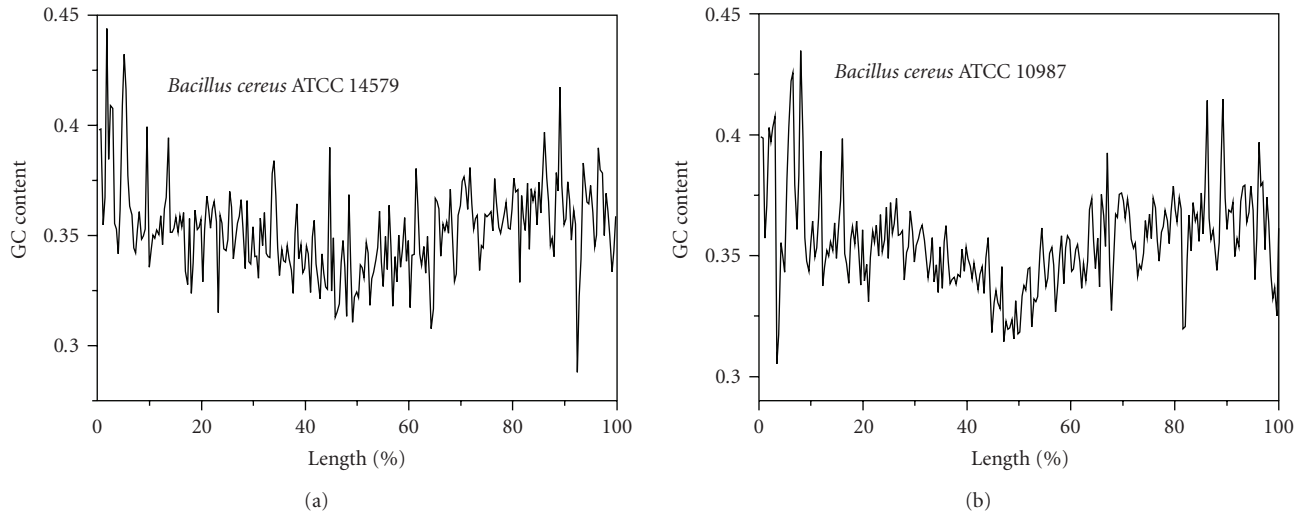 0.45
0.4
0.35
0.3
GC content
Bacillus cereus ATCC 14579
0 20 40 60 80 100
Length (%)
(a)
0.45
0.4
0.35
0.3
GC content
Bacillus cereus ATCC 10987
0 20 40 60 80 100
Length (%)
(b)